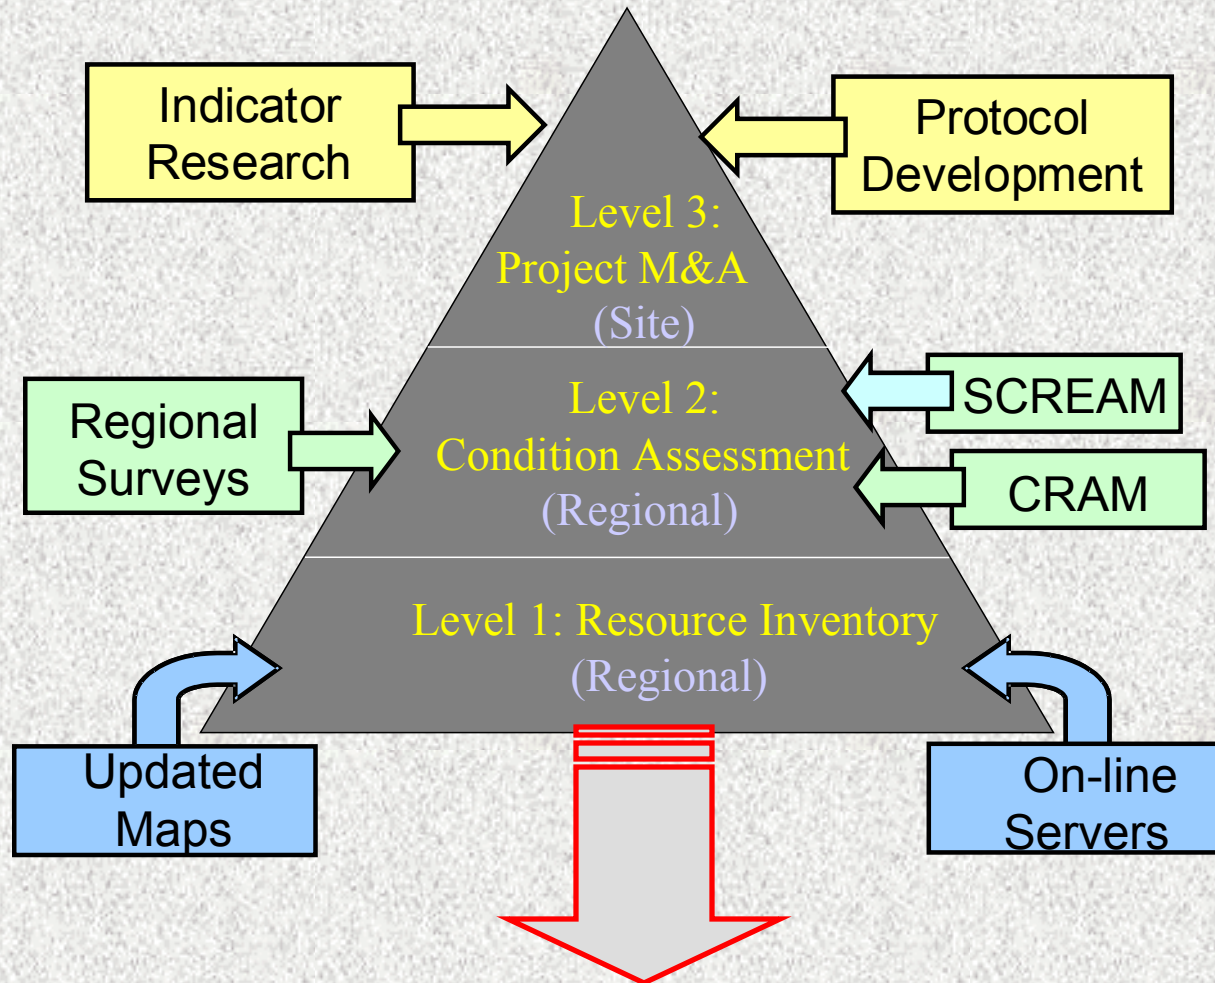 Indicator
Research
Protocol
Development
Level 3:
Project M&A
(Site)
Regional
Surveys
Level 2:
Condition Assessment
(Regional)
SCREAM
CRAM
Level 1: Resource Inventory
(Regional)
Updated
Maps
On-line
Servers